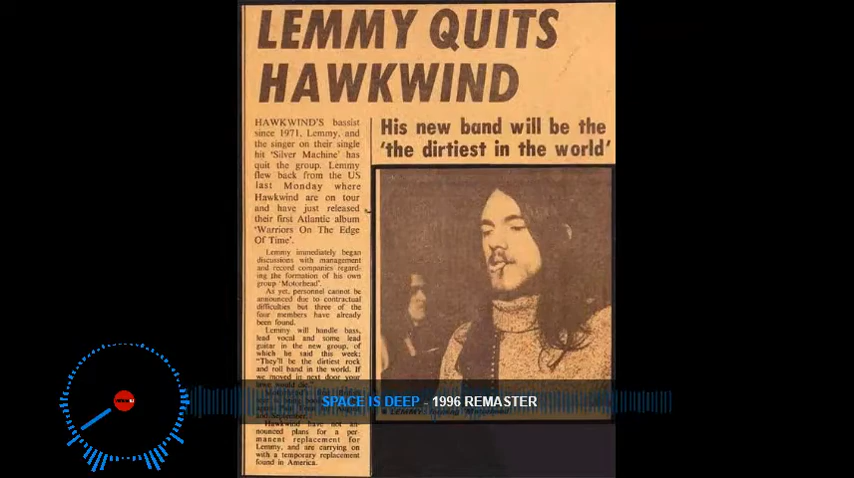 LEMMY QUITS
HAWKWIND
His new band will be the
'the dirtiest in the world'
HAWKWIND'S bassist
since 1971, Lemmy, and
the singer on their single
hit 'Silver Machine' has
quit the group. Lemmy
flew back from the US
last Monday where
Hawkwind are on tour
and have just released
their first Atlantic album
'Warriors On The Edge
Of Time'.
Lemmy immediately began
discussions with management
and record companies regard-
ing the formation of his own
group 'Motorhead'.
As yet, personnel cannot be
announced due to contractual
difficulties but three of the
four members have already
been found.
Lemmy will handle bass,
lead vocal and some lead
guitar in the new group, of
which he said this week:
"They'll be the dirtiest rock
and roll band in the world. If
we moved in next door your
SPACE IS DEEP - 1996 REMASTER
LEMMY
Hawkwind have not an-
nounced plans for a per-
manent replacement for
Lemmy, and are carrying on
with a temporary replacement
found in America.